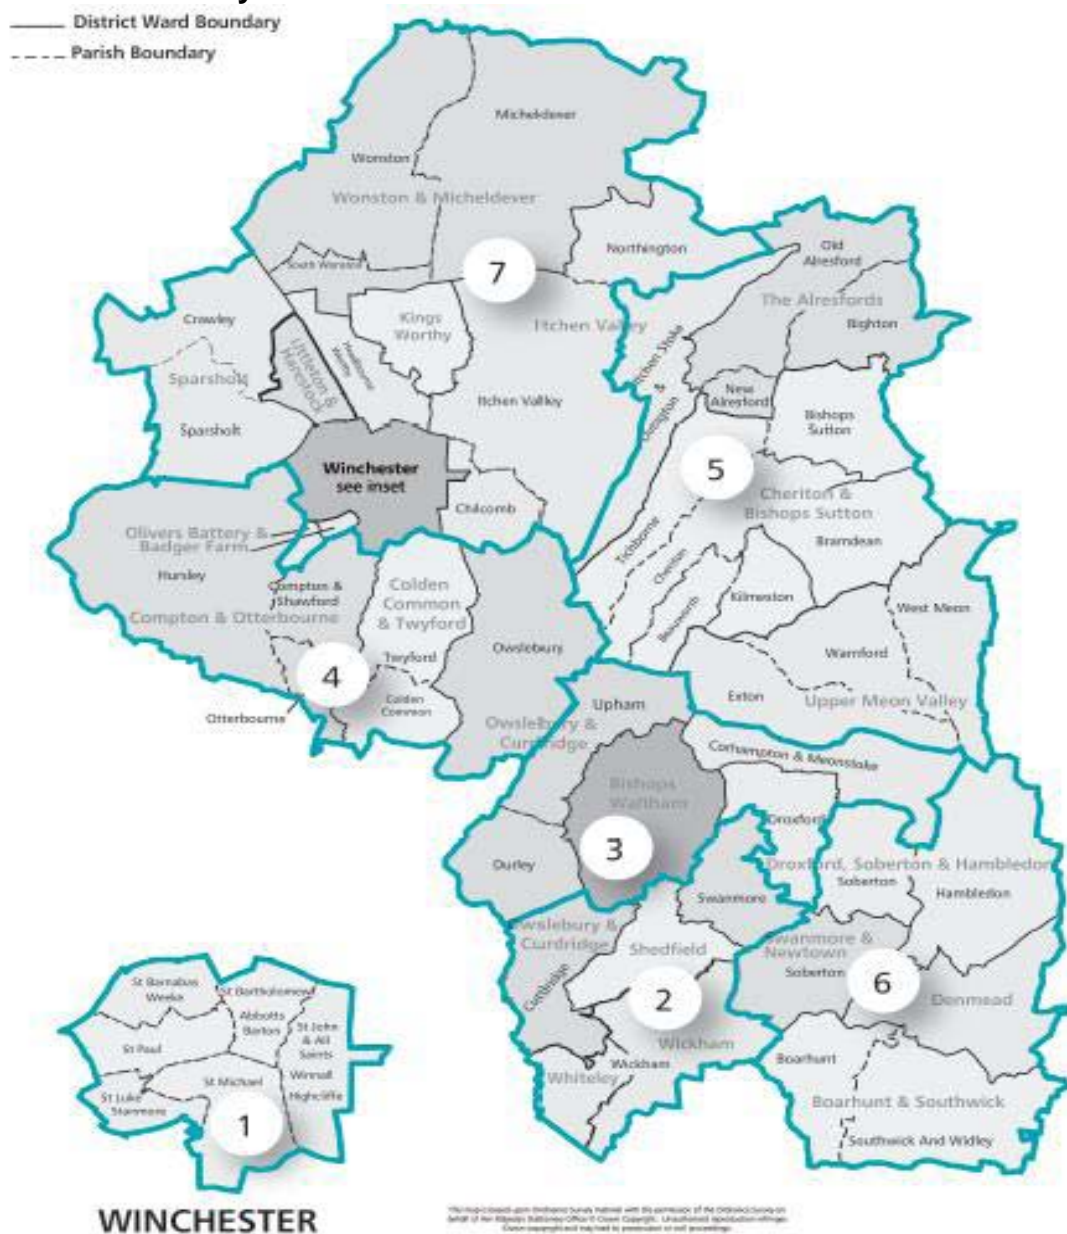 District Ward Boundary
Parish Boundary
Micheldever
Wonston
Wonston & Micheldever
Northington
South Wonston
7
Old
Alresford
The Alresfords
Bighton
Crawley
Kings
Worthy
Itchen Valley
Headbourne
Worthy
Littleton &
Harestock
Itchen Stoke
&
Ovington
Sparsholt
Itchen Valley
New
Alresford
Bishops
Sutton
Sparsholt
Winchester
see inset
5
Cheriton &
Bishops Sutton
Chilcomb
Olivers Battery &
Badger Farm
Bramdean
Tichborne
Cheriton
Hursley
Compton &
Shawford
Colden
Common
& Twyford
Kilmeston
Beauworth
West Meon
Compton & Otterbourne
Owslebury
Warnford
Twyford
4
Exton
Upper Meon Valley
Colden
Common
Upham
Otterbourne
Owslebury &
Curdridge
Corhampton & Meonstoke
Bishops
Waltham
Droxford
3
Durley
Droxford, Soberton & Hambledon
Soberton
Hambledon
Swanmore
Owslebury &
Curdridge
Shedfield
Swanmore &
Newtown
Soberton
6
Curdridge
2
Denmead
Wickham
Boarhunt
Wickham
Whiteley
Boarhunt & Southwick
Southwick And Widley
St Barnabas
Weeke
St Bartholomew
Abbotts
Barton
St John
& All
Saints
St Paul
St Michael
Winnall
Highcliffe
St Luke
Stanmore
1
WINCHESTER